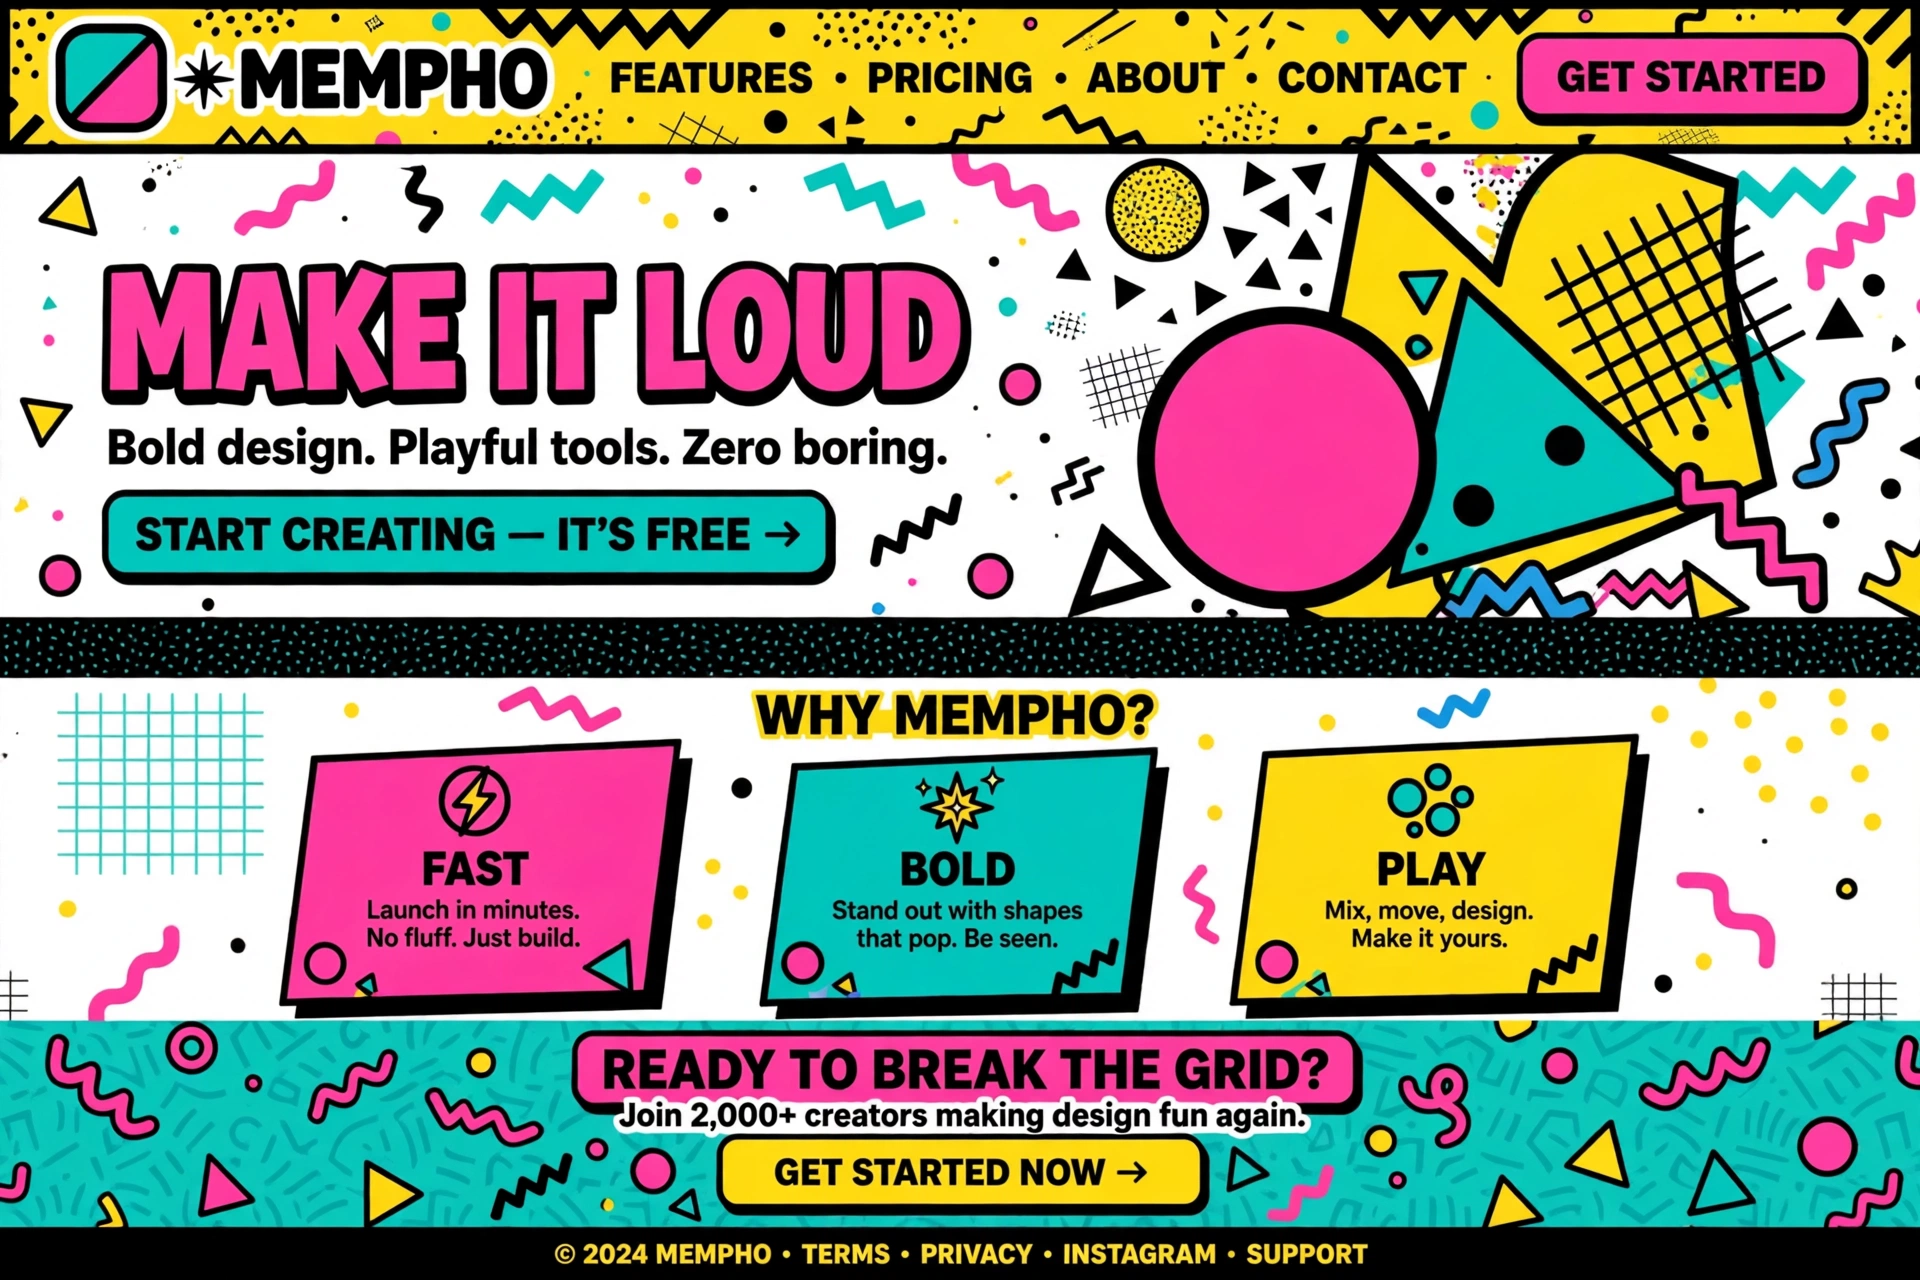 MEMPHO
FEATURES • PRICING • ABOUT • CONTACT
GET STARTED
MAKE IT LOUD
Bold design. Playful tools. Zero boring.
START CREATING — IT'S FREE →
WHY MEMPHO?
FAST
Launch in minutes.
No fluff. Just build.
BOLD
Stand out with shapes
that pop. Be seen.
PLAY
Mix, move, design.
Make it yours.
READY TO BREAK THE GRID?
Join 2,000+ creators making design fun again.
GET STARTED NOW →
© 2024 MEMPHO • TERMS • PRIVACY • INSTAGRAM • SUPPORT